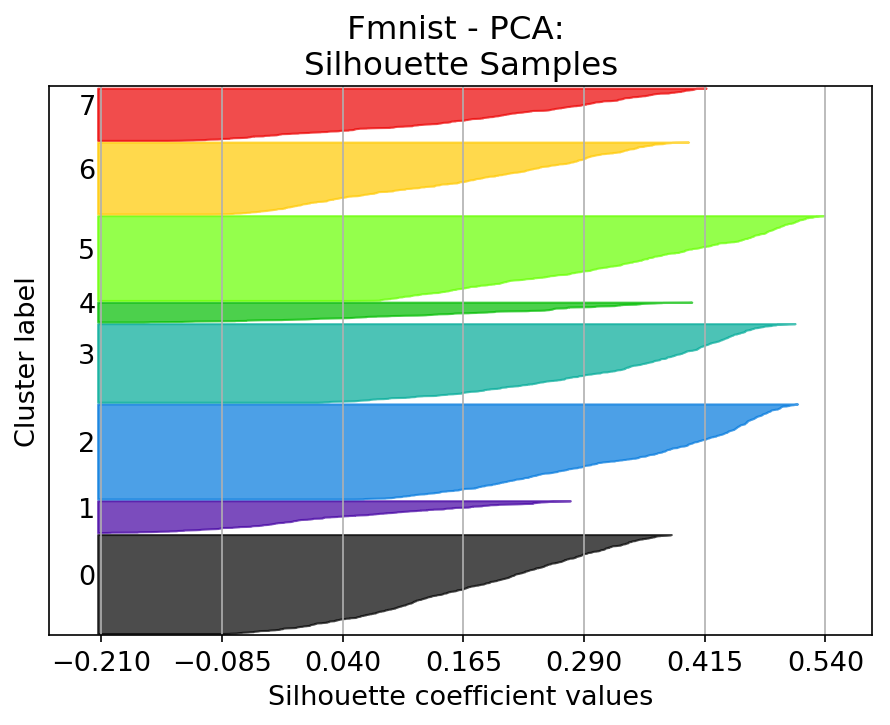 Fmnist - PCA:
Silhouette Samples
7
6
5
4
3
2
1
0
Cluster label
−0.210 −0.085 0.040 0.165 0.290 0.415 0.540
Silhouette coefficient values